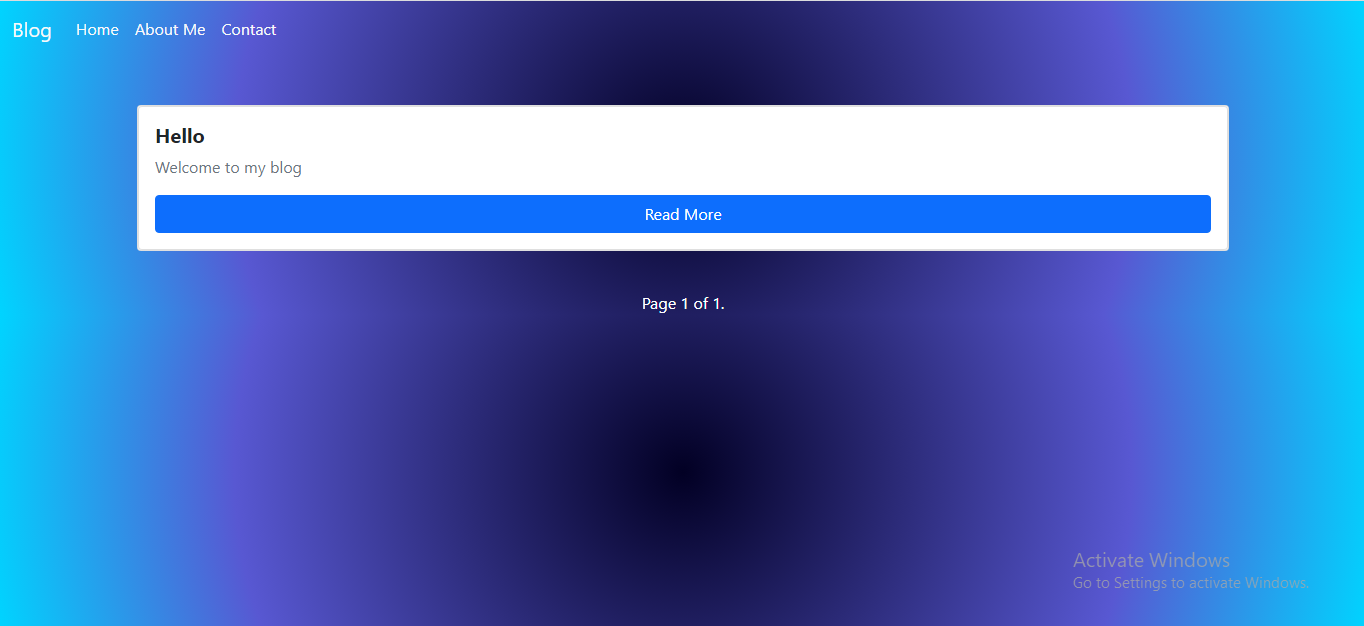 Blog Home About Me Contact
Hello
Welcome to my blog
Read More
Page 1 of 1.
Activate Windows
Go to Settings to activate Windows.